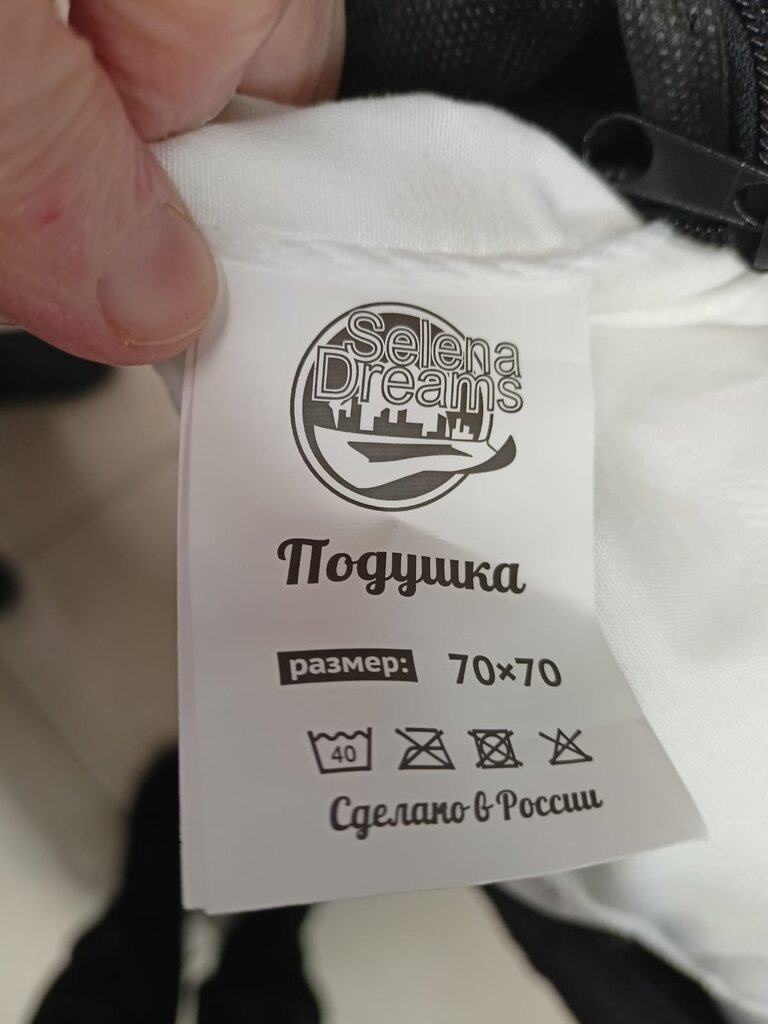 Selena
Dreams
Подушка
размер: 70×70
40
Сделано в России